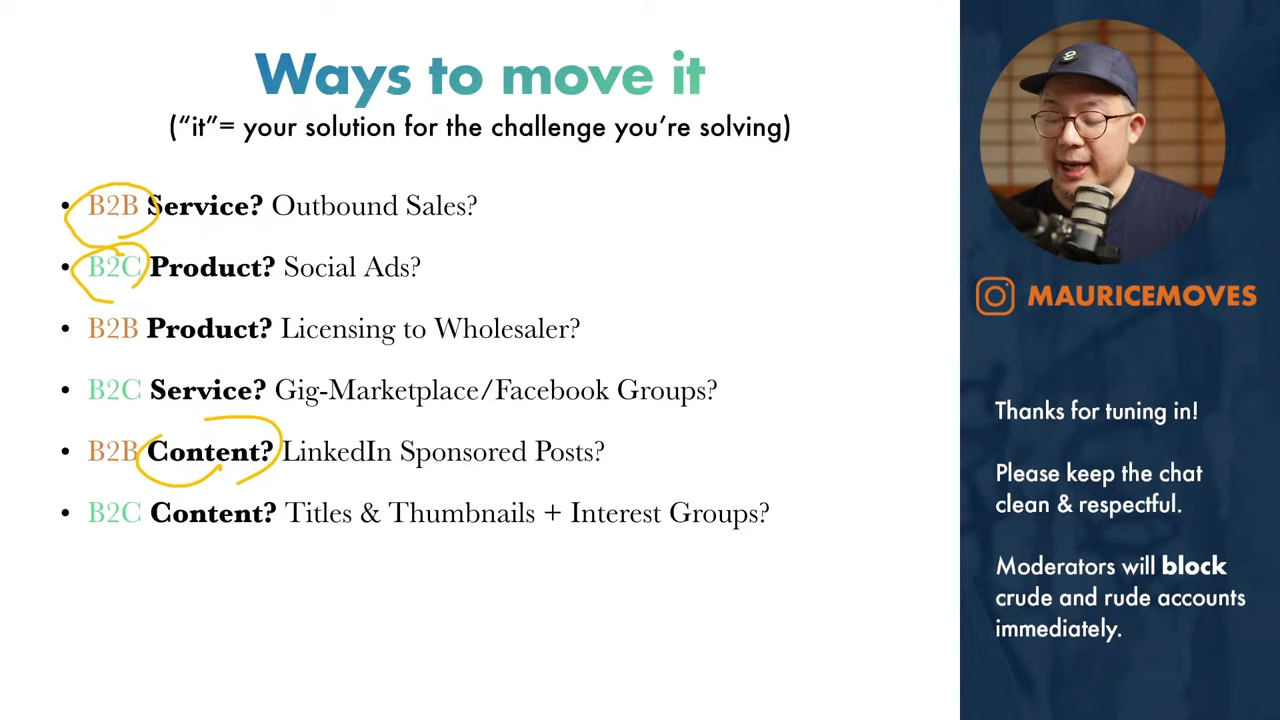 Ways to move it
(“it”= your solution for the challenge you’re solving)
• B2B Service? Outbound Sales?
• B2C Product? Social Ads?
• B2B Product? Licensing to Wholesaler?
• B2C Service? Gig-Marketplace/Facebook Groups?
• B2B Content? LinkedIn Sponsored Posts?
• B2C Content? Titles & Thumbnails + Interest Groups?
MAURICEMOVES
Thanks for tuning in!
Please keep the chat
clean & respectful.
Moderators will block
crude and rude accounts
immediately.